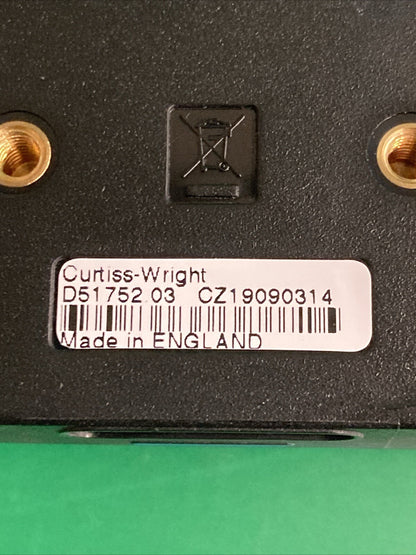 Curtiss-Wright
D51752.03 CZ19090314
Made in ENGLAND